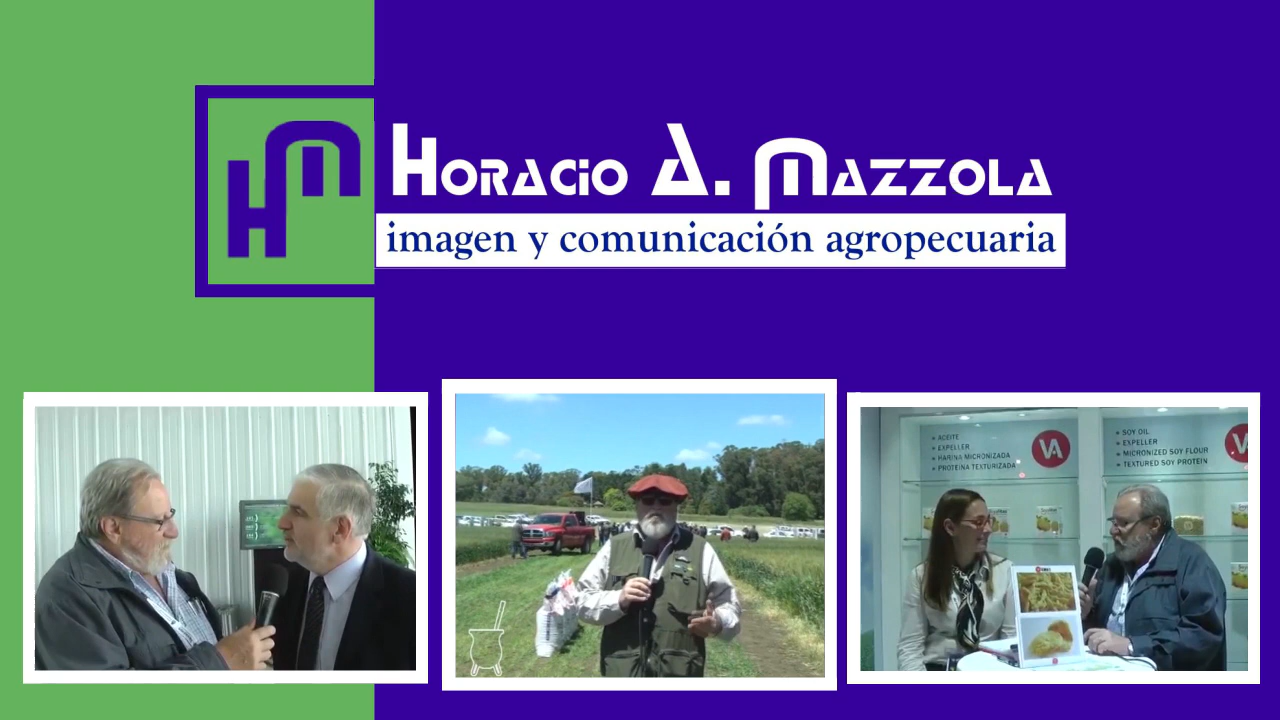 HM
HORACIO A. MAZZOLA
imagen y comunicación agropecuaria
» ACEITE
» EXPELLER
» HARINA MICRONIZADA
» PROTEINA TEXTURIZADA
VA
» SOY OIL
» EXPELLER
» MICRONIZED SOY FLOUR
» TEXTURED SOY PROTEIN